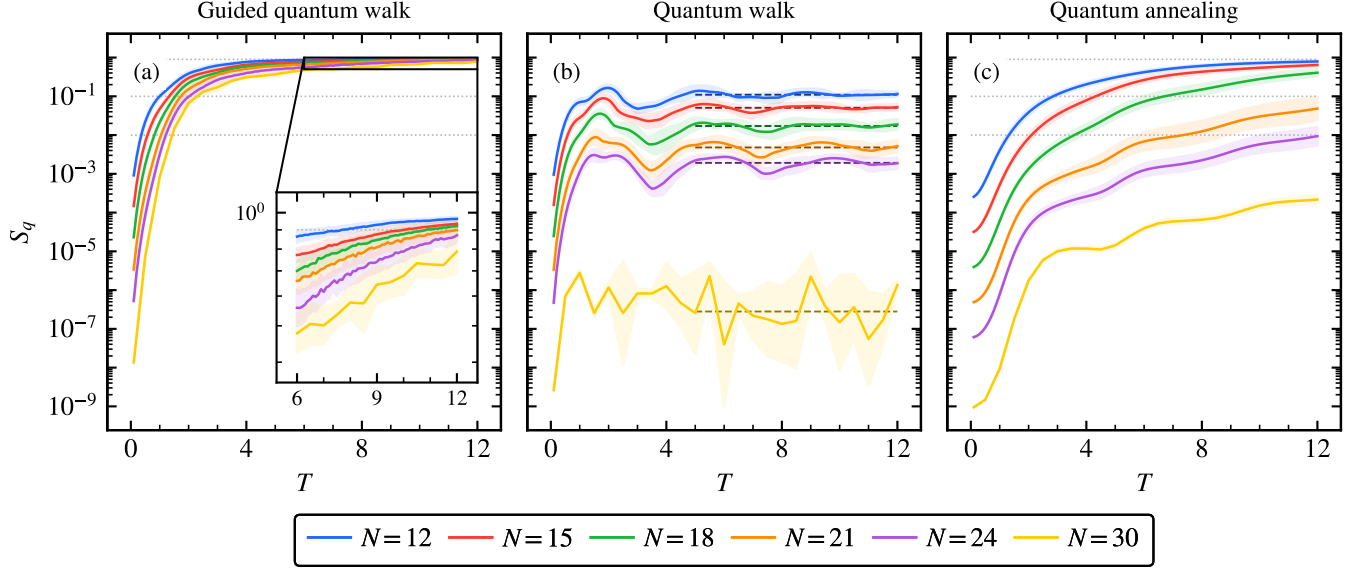 Guided quantum walk
Quantum walk
Quantum annealing
(a)
(b)
(c)
S_q
10^{-1}
10^{-3}
10^{-5}
10^{-7}
10^{-9}
10^0
6 9 12
0 4 8 12
0 4 8 12
0 4 8 12
T
T
T
N = 12 N = 15 N = 18 N = 21 N = 24 N = 30